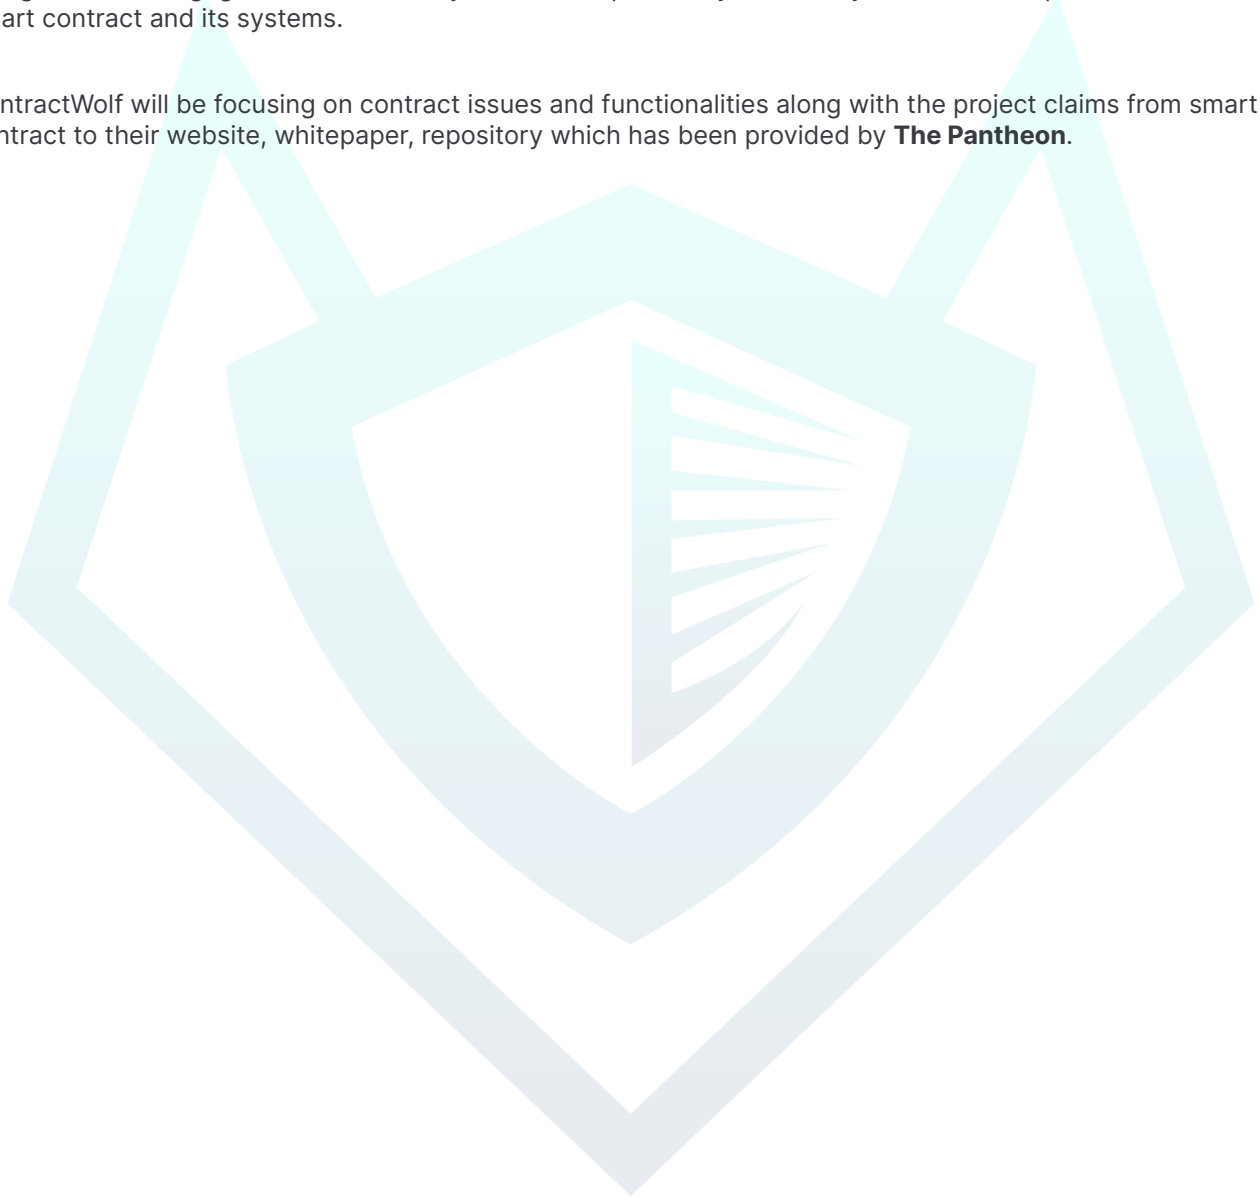 art contract and its systems.
ntractWolf will be focusing on contract issues and functionalities along with the project claims from smart
ntract to their website, whitepaper, repository which has been provided by The Pantheon.